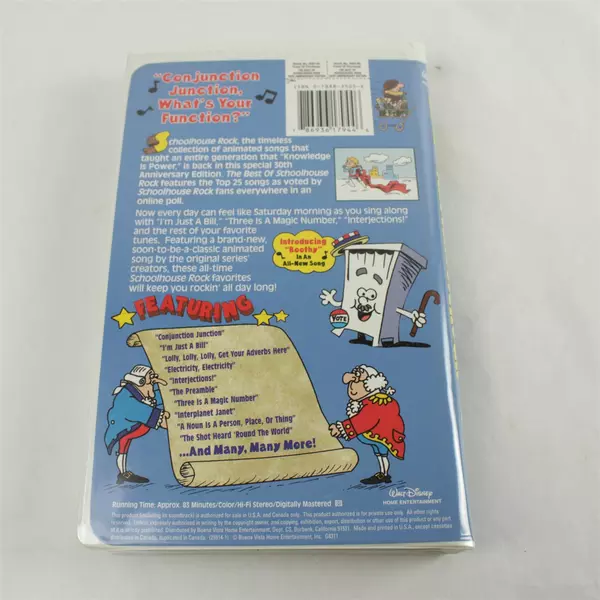 "Conjunction
Junction,
What's Your
Function?"
Schoolhouse Rock, the timeless
collection of animated songs that
taught an entire generation that "Knowledge
Is Power," is back in this special 30th
Anniversary Edition. The Best Of Schoolhouse
Rock features the Top 25 songs as voted by
Schoolhouse Rock fans everywhere in an
online poll.
Now every day can feel like Saturday morning as you sing along
with "I'm Just A Bill," "Three Is A Magic Number," "Interjections!"
and the rest of your favorite
tunes. Featuring a brand-new,
soon-to-be-a-classic animated
song by the original series'
creators, these all-time
Schoolhouse Rock favorites
will keep you rockin' all day long!
Introducing
"Boothy"
In An
All-New Song
VOTE
FEATURING
"Conjunction Junction"
"I'm Just A Bill"
"Lolly, Lolly, Lolly, Get Your Adverbs Here"
"Electricity, Electricity"
"Interjections!"
"The Preamble"
"Three Is A Magic Number"
"Interplanet Janet"
"A Noun Is A Person, Place, Or Thing"
"The Shot Heard 'Round The World"
...And Many, Many More!
Walt Disney
HOME ENTERTAINMENT
Running Time: Approx. 83 Minutes/Color/Hi-Fi Stereo/Digitally Mastered